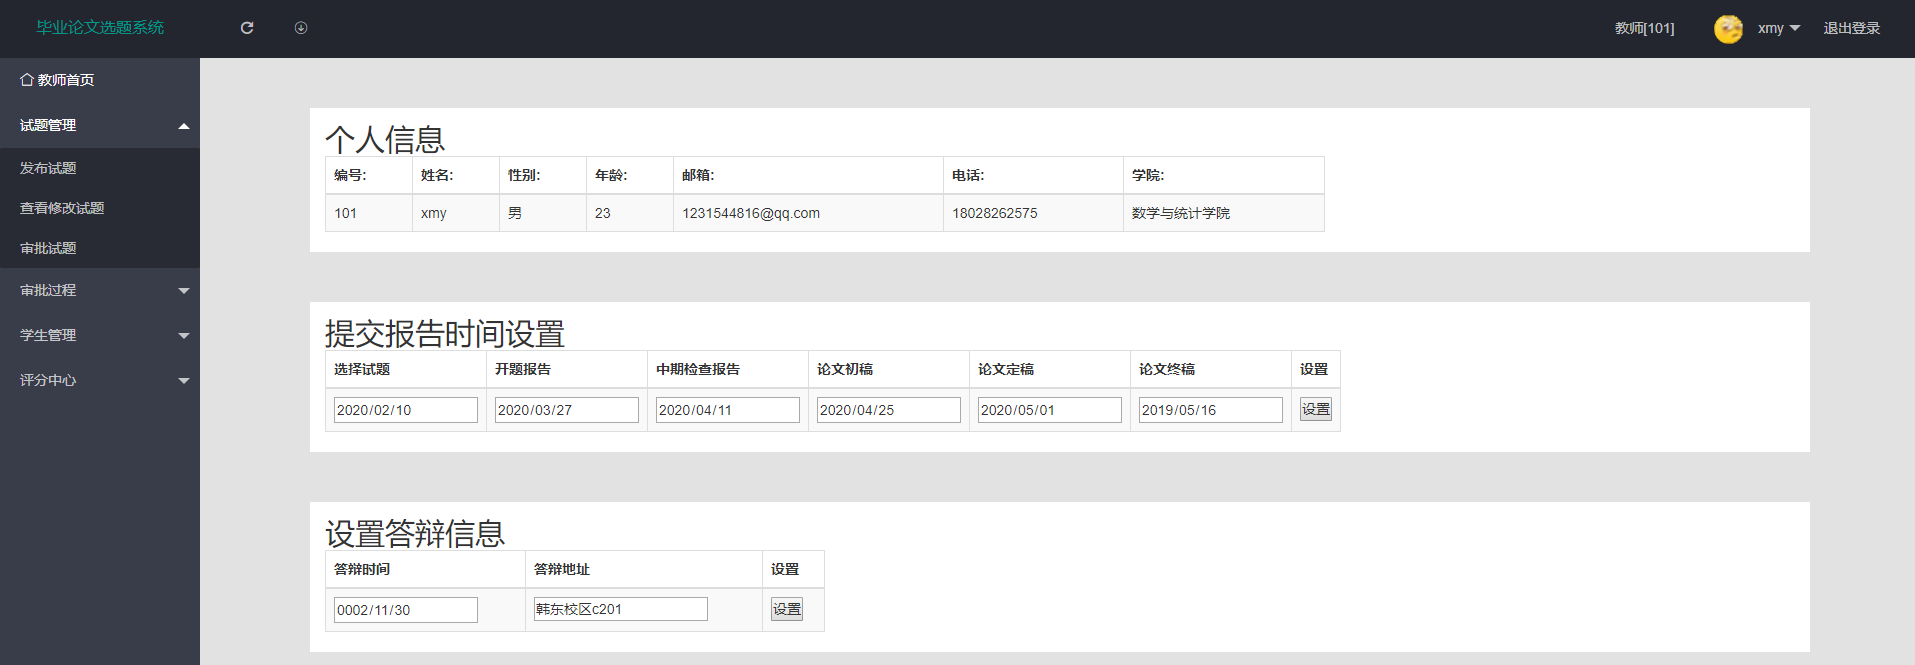 毕业论文选题系统
教师[101] xmy 退出登录
教师首页
试题管理
发布试题
查看修改试题
审批试题
审批过程
学生管理
评分中心
个人信息
编号: 姓名: 性别: 年龄: 邮箱: 电话: 学院:
101 xmy 男 23 1231544816@qq.com 18028262575 数学与统计学院
提交报告时间设置
选择试题 开题报告 中期检查报告 论文初稿 论文定稿 论文终稿 设置
2020/02/10 2020/03/27 2020/04/11 2020/04/25 2020/05/01 2019/05/16 设置
设置答辩信息
答辩时间 答辩地址 设置
0002/11/30 韩东校区c201 设置